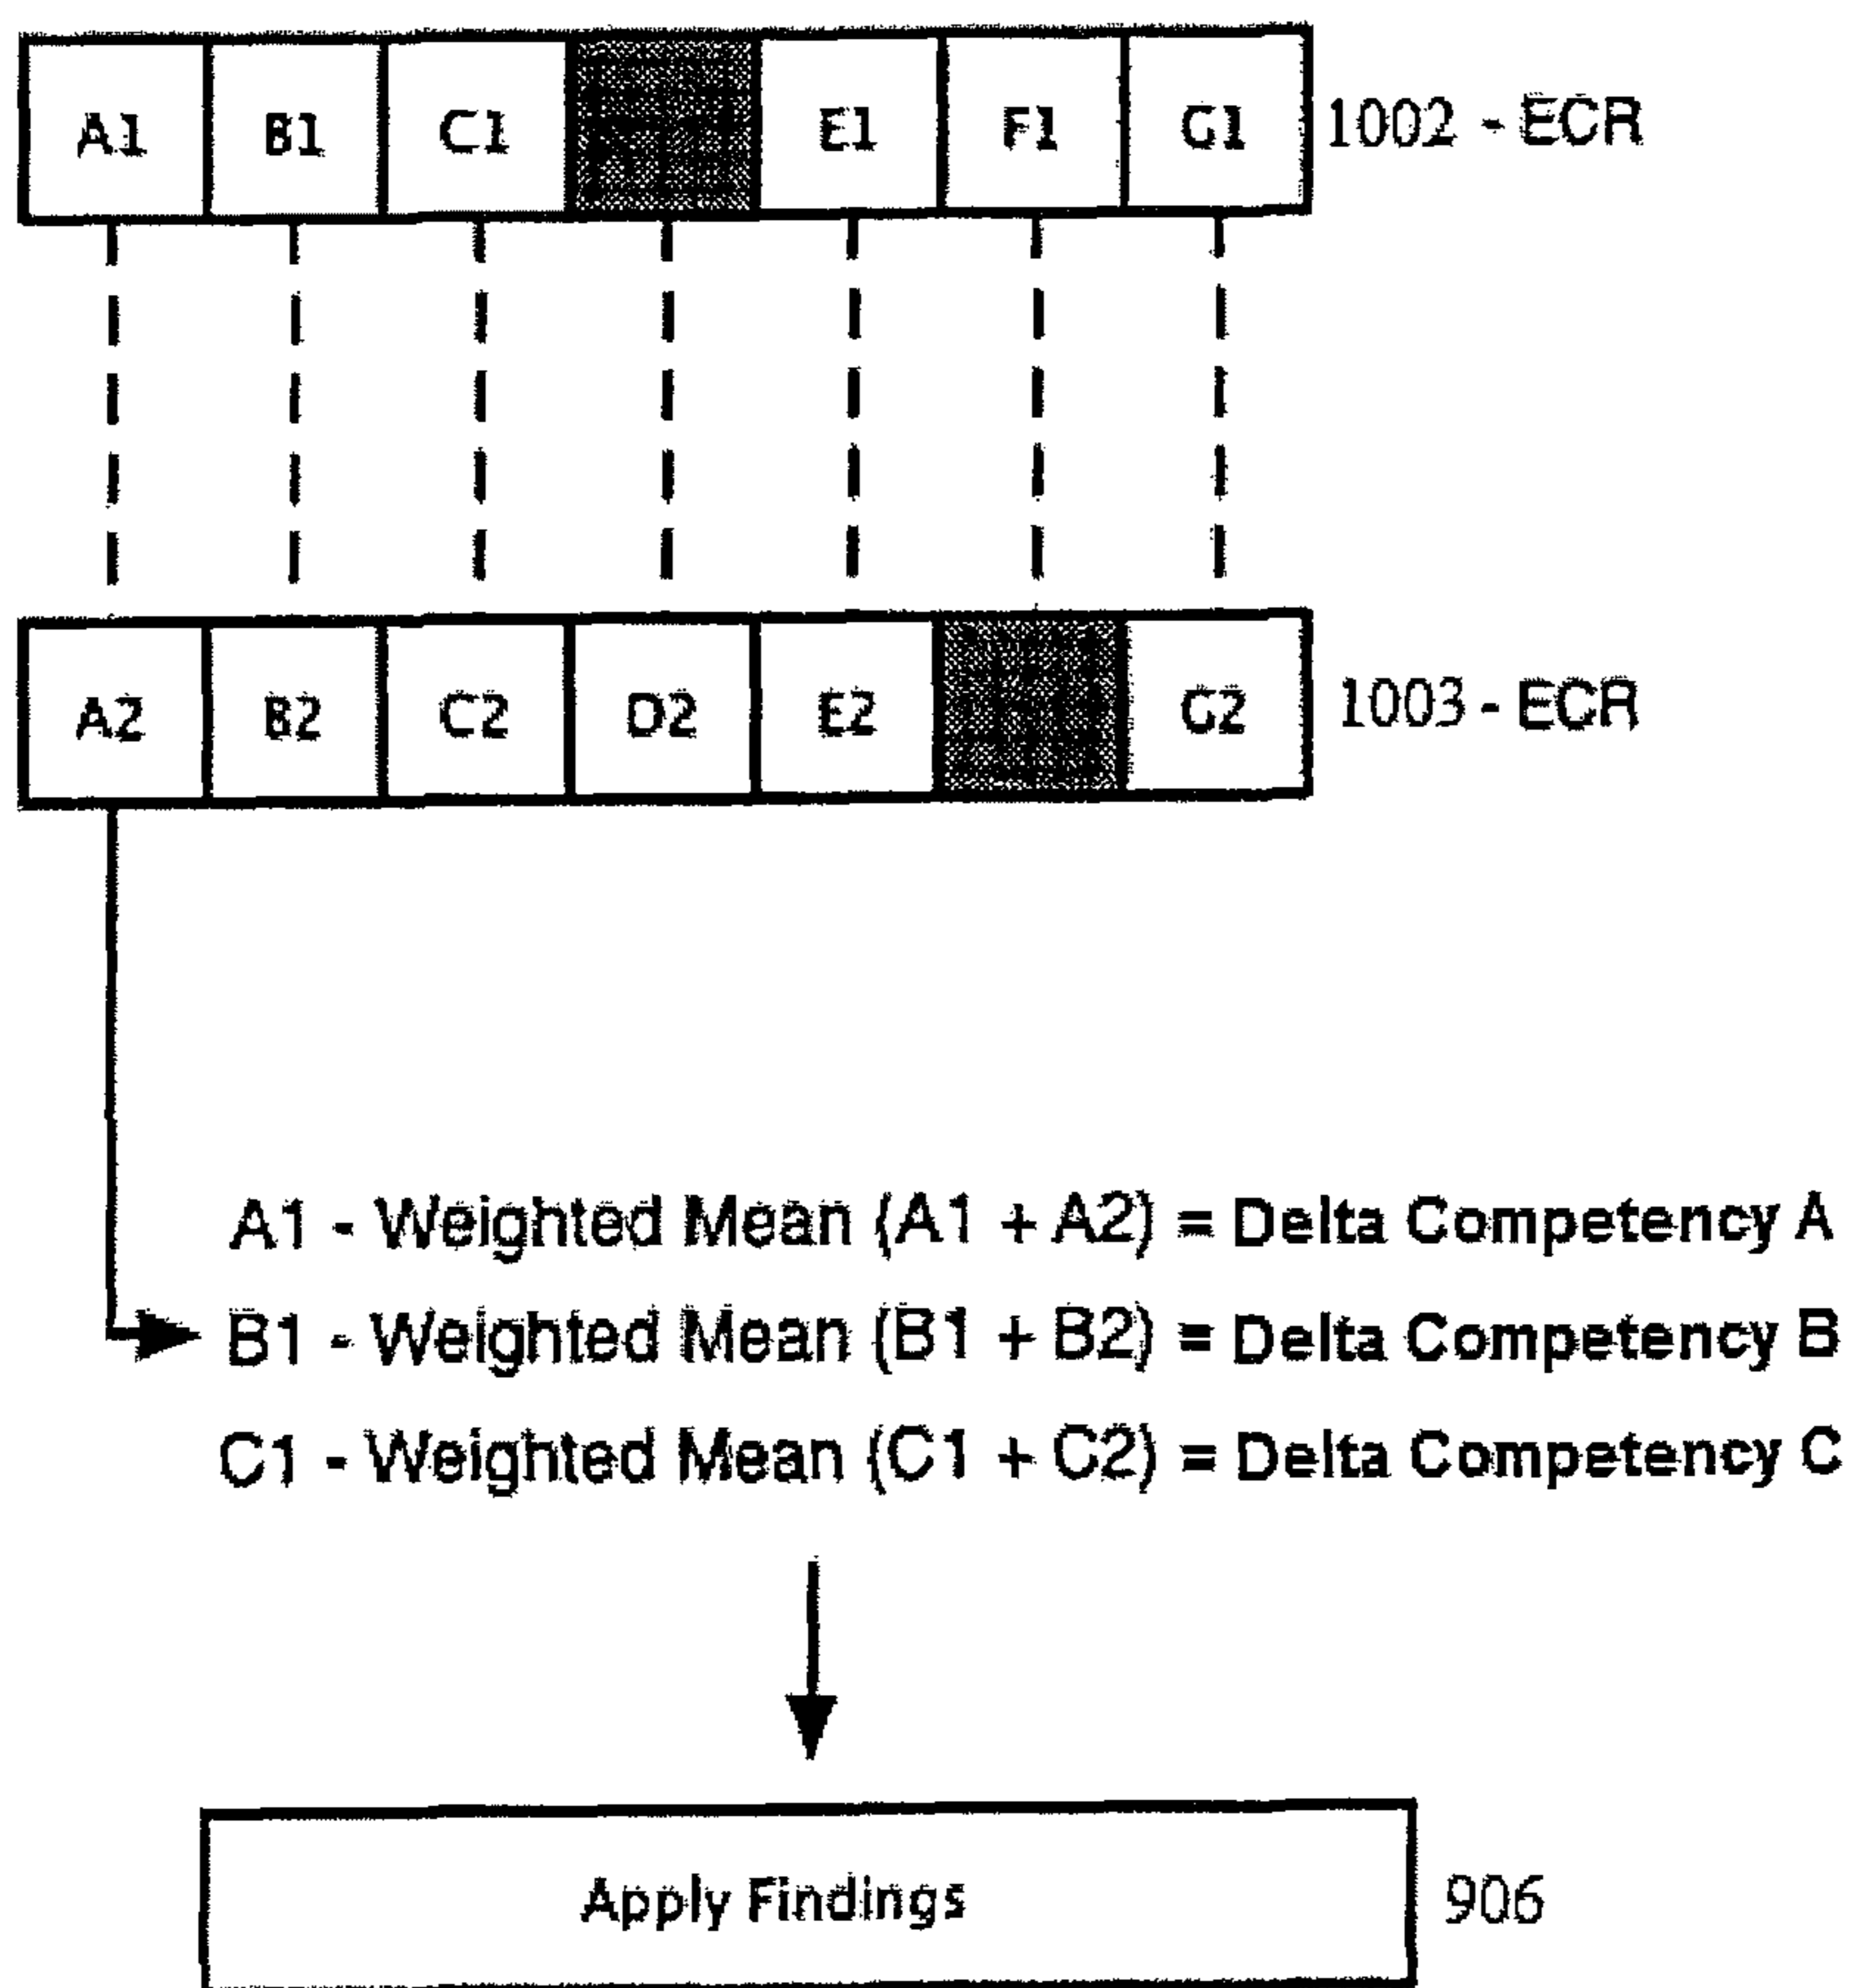 A1 B1 C1 E1 F1 G1 1002 - ECR
A2 B2 C2 D2 E2 G2 1003 - ECR
A1 - Weighted Mean (A1 + A2) = Delta Competency A
B1 - Weighted Mean (B1 + B2) = Delta Competency B
C1 - Weighted Mean (C1 + C2) = Delta Competency C
Apply Findings 906